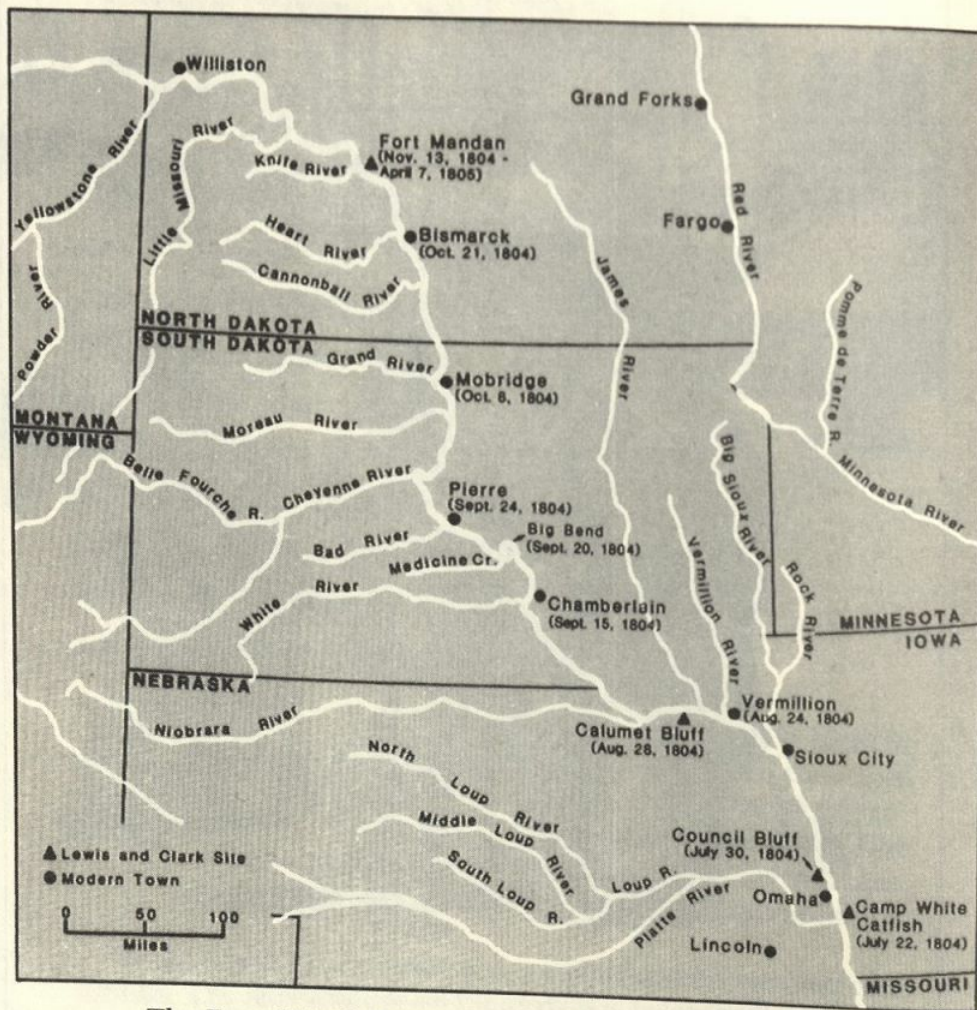 Williston
Grand Forks
Fort Mandan
(Nov. 13, 1804 -
April 7, 1805)
Yellowstone River
Little Missouri River
Knife River
Red River
Fargo
Heart River
Bismarck
(Oct. 21, 1804)
James River
Cannonball River
Powder River
Pomme de Terre R.
NORTH DAKOTA
SOUTH DAKOTA
Grand River
Mobridge
(Oct. 8, 1804)
MONTANA
WYOMING
Moreau River
Minnesota River
Belle Fourche R.
Cheyenne River
Big Sioux River
Pierre
(Sept. 24, 1804)
Big Bend
(Sept. 20, 1804)
Bad River
Medicine Cr.
Vermillion River
Rock River
White River
Chamberlain
(Sept. 15, 1804)
MINNESOTA
IOWA
NEBRASKA
Niobrara River
Vermillion
(Aug. 24, 1804)
Calumet Bluff
(Aug. 28, 1804)
Sioux City
North Loup River
Middle Loup River
South Loup R.
Loup R.
Platte River
Council Bluff
(July 30, 1804)
Omaha
Camp White
Catfish
(July 22, 1804)
Lincoln
MISSOURI
Lewis and Clark Site
Modern Town
0 50 100
Miles
The